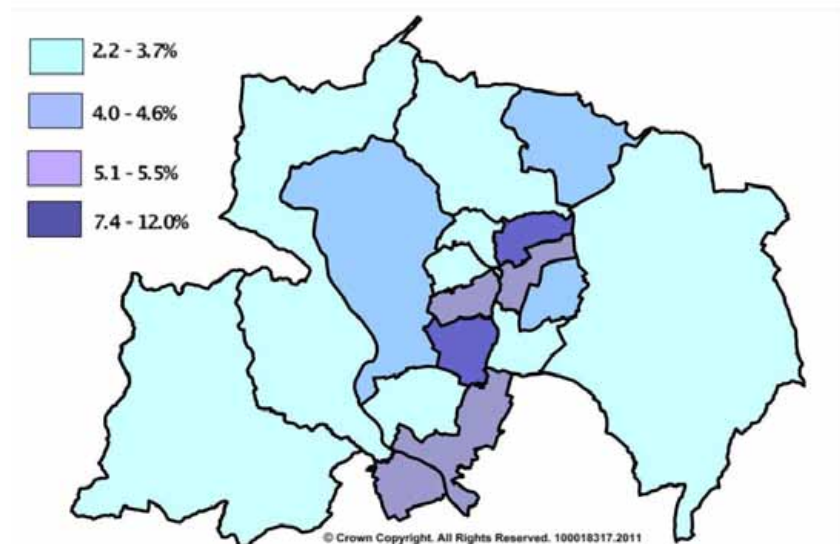 2.2 - 3.7%
4.0 - 4.6%
5.1 - 5.5%
7.4 - 12.0%
© Crown Copyright. All Rights Reserved. 100018317.2011